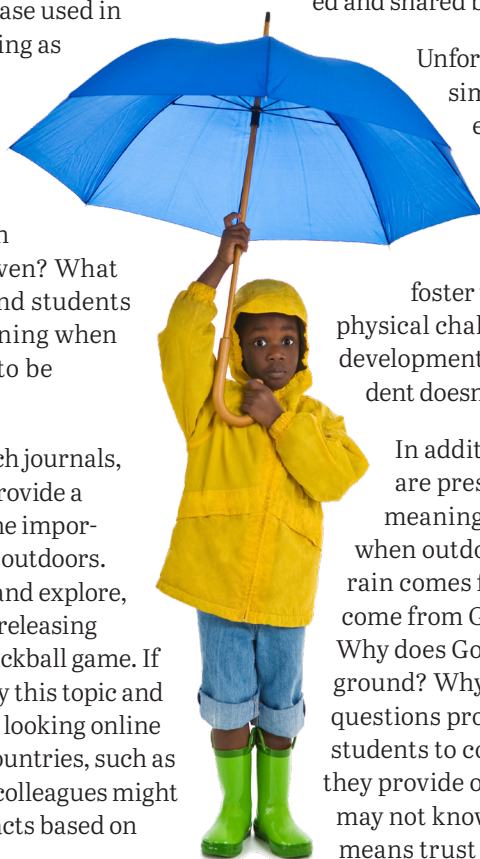 ase used in
ing as
n
ven? What
nd students
ning when
to be
ch journals,
rovide a
he impor-
outdoors.
and explore,
releasing
ckball game. If
y this topic and
looking online
ountries, such as
colleagues might
acts based on
ed and shared b
Unfor
sim
e
foster
physical chal
development
dent doesn
In addit
are pres
meaning
when outdo
rain comes f
come from G
Why does Go
ground? Why
questions pro
students to co
they provide o
may not know
means trust